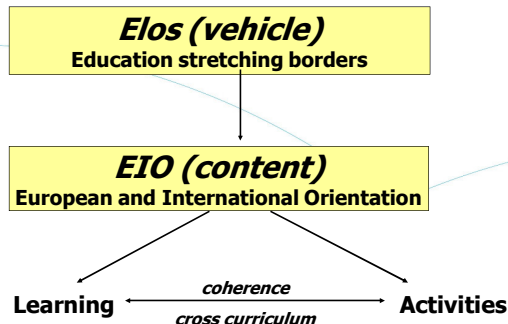 Elos (vehicle)
Education stretching borders
EIO (content)
European and International Orientation
coherence
Learning
Activities
cross curriculum